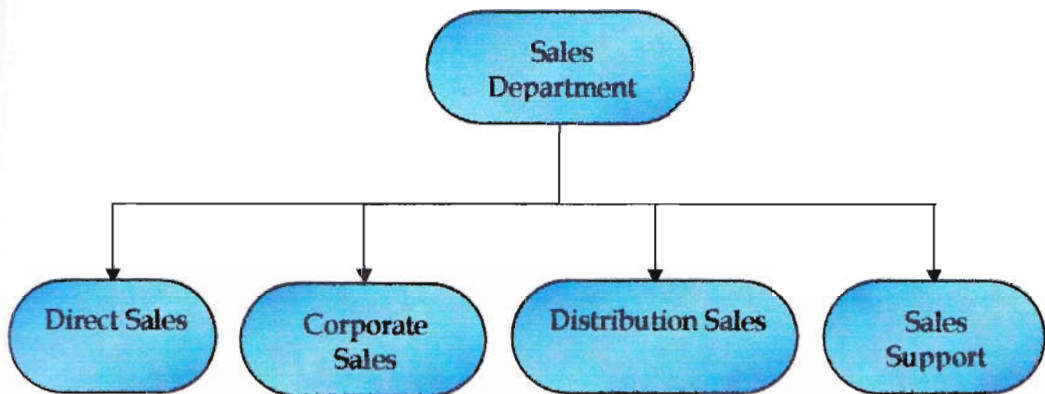 Sales
Department
Direct Sales
Corporate
Sales
Distribution Sales
Sales
Support